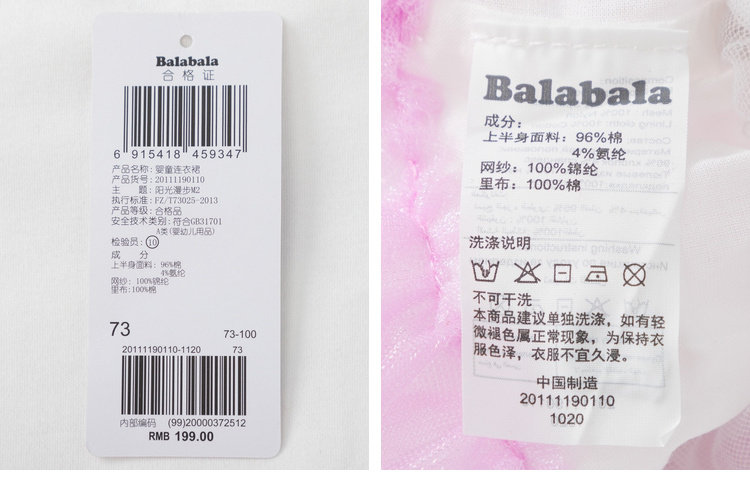 Balabala
合 格 证
6 915418 459347
产品名称: 婴童连衣裙
产品货号: 20111190110
主 题: 阳光漫步M2
执行标准: FZ/T73025-2013
产品等级: 合格品
安全技术类别: 符合GB31701
A类(婴幼儿用品)
检验员: 10
成 分
上半身面料: 96%棉
4%氨纶
网纱: 100%锦纶
里布:100%棉
73
73-100
20111190110-1120 73
内部编码 (99)20000372512
RMB 199.00
Balabala
成分:
上半身面料: 96%棉
4%氨纶
网纱: 100%锦纶
里布: 100%棉
洗涤说明
不可干洗
本商品建议单独洗涤, 如有轻
微褪色属正常现象, 为保持衣
服色泽, 衣服不宜久浸。
中国制造
20111190110
1020